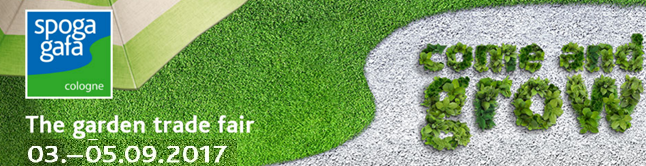 spoga
gafa
cologne
The garden trade fair
03.–05.09.2017
come and
grow